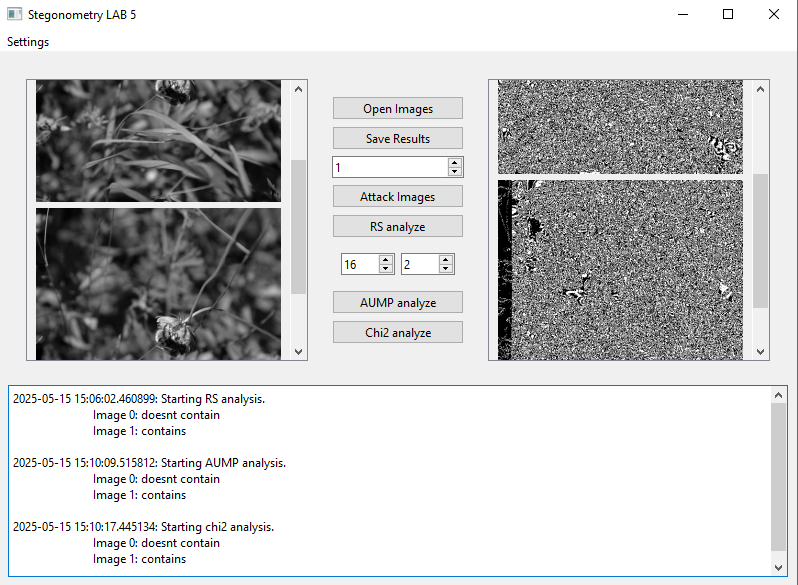 Stegonometry LAB 5
Settings
Open Images
Save Results
1
Attack Images
RS analyze
16 2
AUMP analyze
Chi2 analyze
2025-05-15 15:06:02.460899: Starting RS analysis.
Image 0: doesnt contain
Image 1: contains
2025-05-15 15:10:09.515812: Starting AUMP analysis.
Image 0: doesnt contain
Image 1: contains
2025-05-15 15:10:17.445134: Starting chi2 analysis.
Image 0: doesnt contain
Image 1: contains